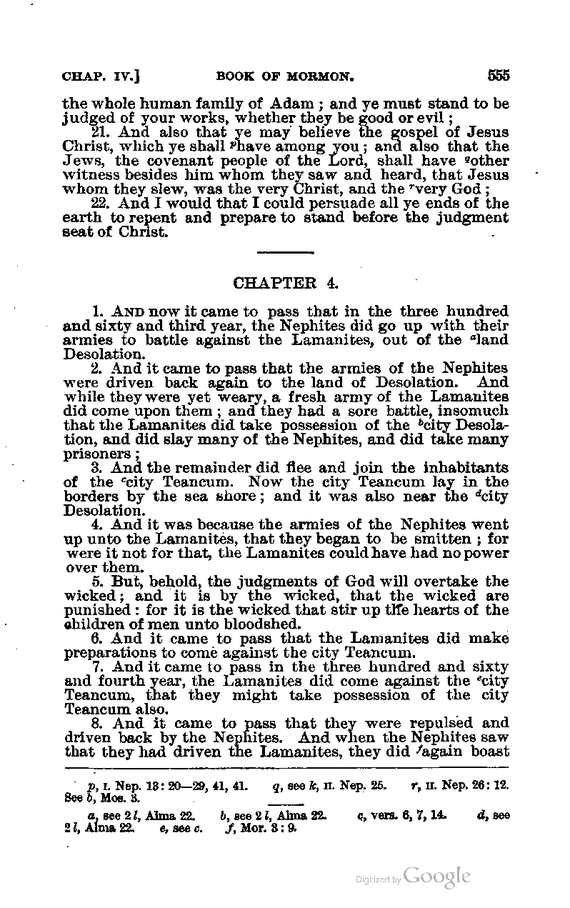 CHAP. IV.] BOOK OF MORMON. 555
the whole human family of Adam ; and ye must stand to be
judged of your works, whether they be good or evil ;
21. And also that ye may believe the gospel of Jesus
Christ, which ye shall ᵖhave among you ; and also that the
Jews, the covenant people of the Lord, shall have ᑫother
witness besides him whom they saw and heard, that Jesus
whom they slew, was the very Christ, and the ʳvery God ;
22. And I would that I could persuade all ye ends of the
earth to repent and prepare to stand before the judgment
seat of Christ.
CHAPTER 4.
1. AND now it came to pass that in the three hundred
and sixty and third year, the Nephites did go up with their
armies to battle against the Lamanites, out of the ᵃland
Desolation.
2. And it came to pass that the armies of the Nephites
were driven back again to the land of Desolation. And
while they were yet weary, a fresh army of the Lamanites
did come upon them ; and they had a sore battle, insomuch
that the Lamanites did take possession of the ᵇcity Desola-
tion, and did slay many of the Nephites, and did take many
prisoners ;
3. And the remainder did flee and join the inhabitants
of the ᶜcity Teancum. Now the city Teancum lay in the
borders by the sea shore ; and it was also near the ᵈcity
Desolation.
4. And it was because the armies of the Nephites went
up unto the Lamanites, that they began to be smitten ; for
were it not for that, the Lamanites could have had no power
over them.
5. But, behold, the judgments of God will overtake the
wicked ; and it is by the wicked, that the wicked are
punished : for it is the wicked that stir up the hearts of the
children of men unto bloodshed.
6. And it came to pass that the Lamanites did make
preparations to come against the city Teancum.
7. And it came to pass in the three hundred and sixty
and fourth year, the Lamanites did come against the ᵉcity
Teancum, that they might take possession of the city
Teancum also.
8. And it came to pass that they were repulsed and
driven back by the Nephites. And when the Nephites saw
that they had driven the Lamanites, they did ᶠagain boast
p, I. Nep. 13 : 20—29, 41, 41. q, see k, II. Nep. 25. r, II. Nep. 26 : 12.
See b, Mos. 3.
a, see 2 l, Alma 22. b, see 2 l, Alma 22. c, vers. 6, 7, 14. d, see
2 l, Alma 22. e, see c. f, Mor. 3 : 9.
Digitized by Google